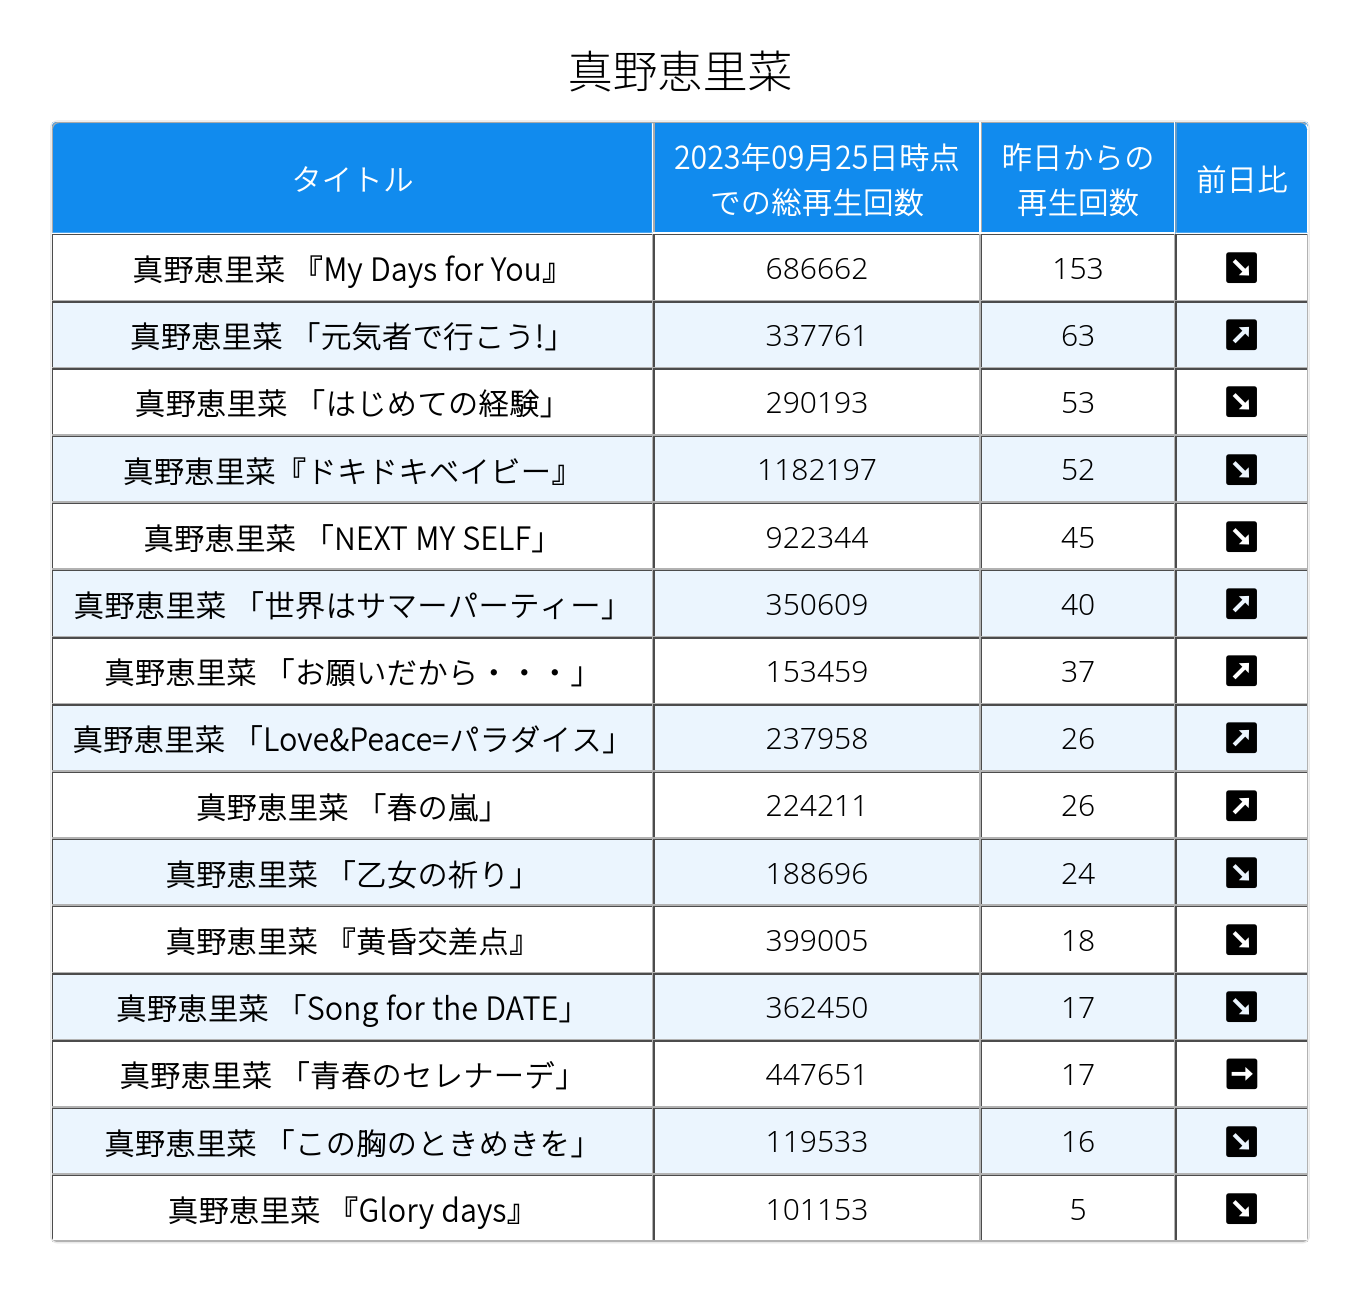 真野恵里菜
タイトル
2023年09月25日時点
での総再生回数
昨日からの
再生回数
前日比
真野恵里菜 『My Days for You』 686662 153 ↘
真野恵里菜 「元気者で行こう!」 337761 63 ↗
真野恵里菜 「はじめての経験」 290193 53 ↘
真野恵里菜『ドキドキベイビー』 1182197 52 ↘
真野恵里菜 「NEXT MY SELF」 922344 45 ↘
真野恵里菜 「世界はサマーパーティー」 350609 40 ↗
真野恵里菜 「お願いだから・・・」 153459 37 ↗
真野恵里菜 「Love&Peace=パラダイス」 237958 26 ↗
真野恵里菜 「春の嵐」 224211 26 ↗
真野恵里菜 「乙女の祈り」 188696 24 ↘
真野恵里菜 『黄昏交差点』 399005 18 ↘
真野恵里菜 「Song for the DATE」 362450 17 ↘
真野恵里菜 「青春のセレナーデ」 447651 17 →
真野恵里菜 「この胸のときめきを」 119533 16 ↘
真野恵里菜 『Glory days』 101153 5 ↘